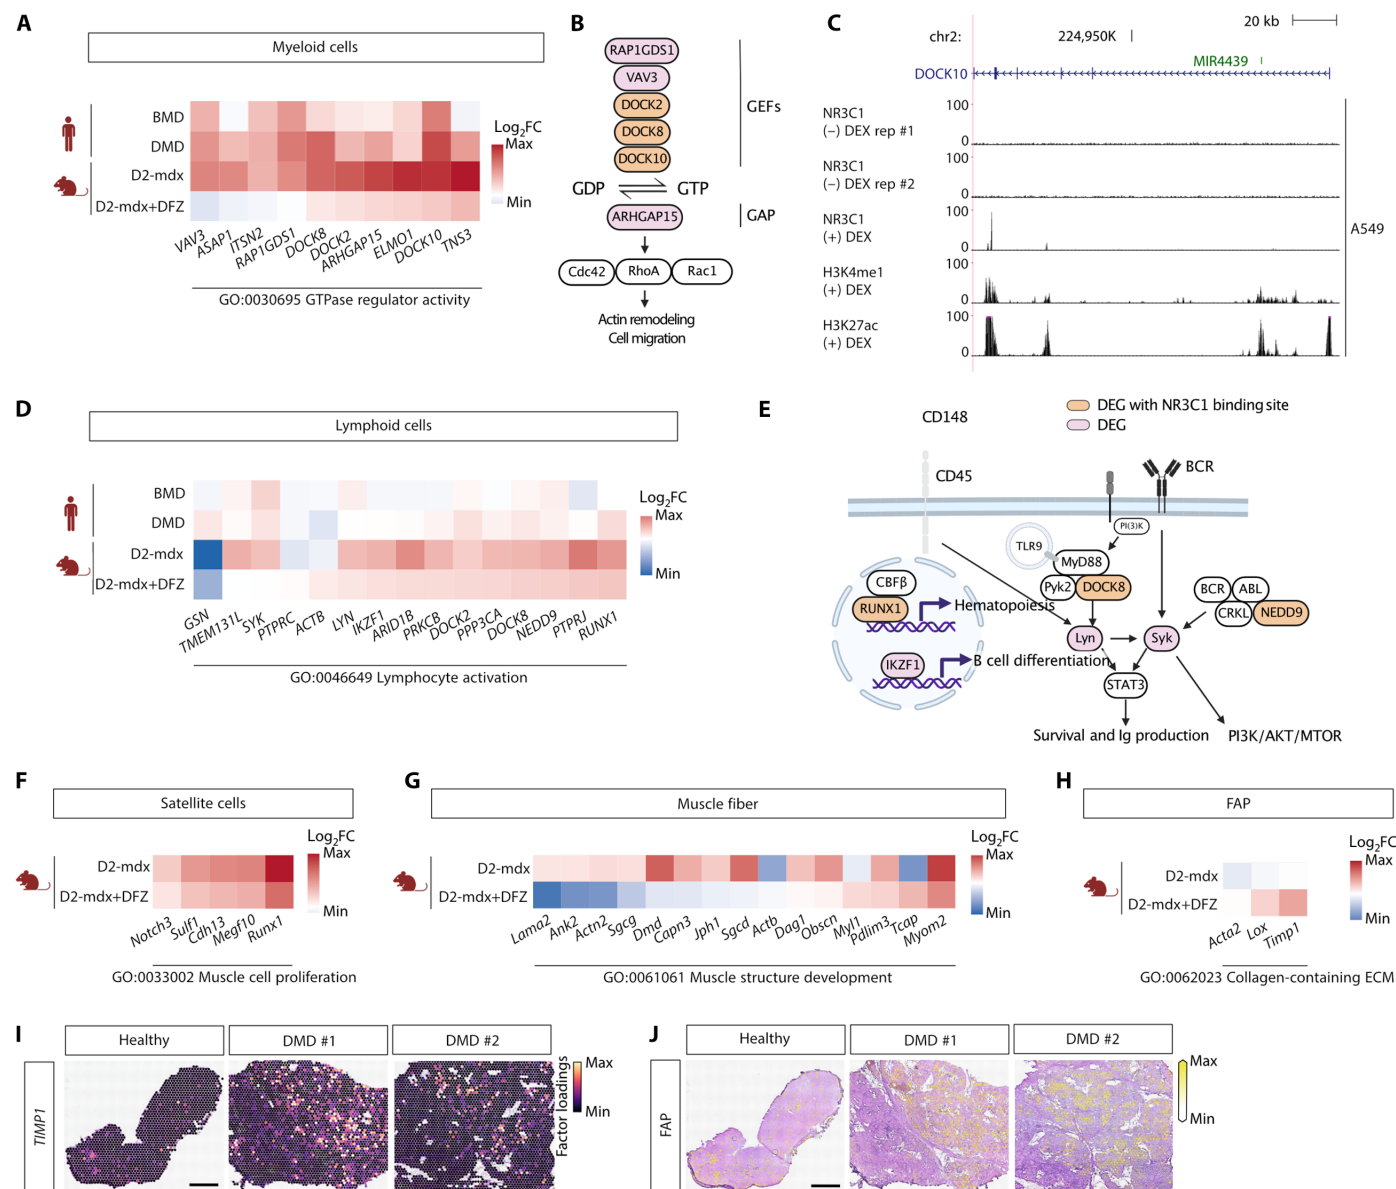 A
Myeloid cells
BMD
DMD
D2-mdx
D2-mdx+DFZ
Log2FC
Max
Min
VAV3
ASAP1
ITSN2
RAP1GDS1
DOCK8
DOCK2
ARHGAP15
ELMO1
DOCK10
TNS3
GO:0030695 GTPase regulator activity
B
RAP1GDS1
VAV3
DOCK2
DOCK8
DOCK10
GEFs
GDP
GTP
ARHGAP15
GAP
Cdc42
RhoA
Rac1
Actin remodeling
Cell migration
C
20 kb
chr2:
224,950K
MIR4439
DOCK10
NR3C1
(−) DEX rep #1
100
0
NR3C1
(−) DEX rep #2
100
0
NR3C1
(+) DEX
100
0
H3K4me1
(+) DEX
100
0
H3K27ac
(+) DEX
100
0
A549
D
Lymphoid cells
BMD
DMD
D2-mdx
D2-mdx+DFZ
Log2FC
Max
Min
GSN
TMEM131L
SYK
PTPRC
ACTB
LYN
IKZF1
ARID1B
PRKCB
DOCK2
PPP3CA
DOCK8
NEDD9
PTPRJ
RUNX1
GO:0046649 Lymphocyte activation
E
DEG with NR3C1 binding site
DEG
CD148
CD45
BCR
PI(3)K
TLR9
MyD88
Pyk2
DOCK8
CBFβ
RUNX1
Hematopoiesis
BCR
ABL
CRKL
NEDD9
Lyn
Syk
IKZF1
B cell differentiation
STAT3
Survival and Ig production
PI3K/AKT/MTOR
F
Satellite cells
D2-mdx
D2-mdx+DFZ
Log2FC
Max
Min
Notch3
Sulf1
Cdh13
Megf10
Runx1
GO:0033002 Muscle cell proliferation
G
Muscle fiber
D2-mdx
D2-mdx+DFZ
Log2FC
Max
Min
Lama2
Ank2
Actn2
Sgcg
Dmd
Capn3
Jph1
Sgcd
Actb
Dag1
Obscn
Myl1
Pdlim3
Tcap
Myom2
GO:0061061 Muscle structure development
H
FAP
D2-mdx
D2-mdx+DFZ
Log2FC
Max
Min
Acta2
Lox
Timp1
GO:0062023 Collagen-containing ECM
I
Healthy
DMD #1
DMD #2
TIMP1
Factor loadings
Max
Min
J
Healthy
DMD #1
DMD #2
FAP
Max
Min